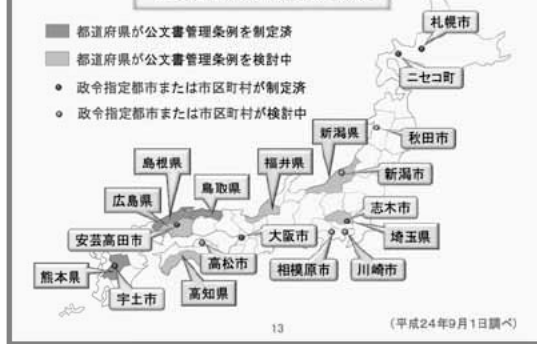 都道府県が公文書管理条例を制定済
都道府県が公文書管理条例を検討中
政令指定都市または市区町村が制定済
政令指定都市または市区町村が検討中
札幌市
ニセコ町
秋田市
新潟県
新潟市
福井県
島根県
鳥取県
広島県
安芸高田市
志木市
埼玉県
大阪市
高松市
相模原市
川崎市
熊本県
宇土市
高知県
13
(平成24年9月1日調べ)